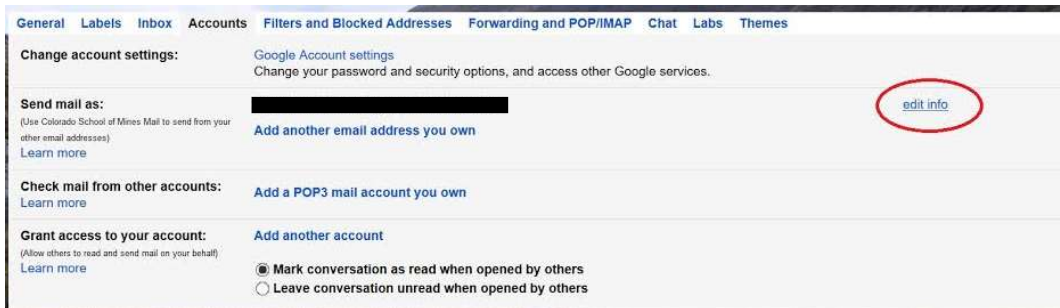 General Labels Inbox Accounts Filters and Blocked Addresses Forwarding and POP/IMAP Chat Labs Themes
Change account settings:
Google Account settings
Change your password and security options, and access other Google services.
Send mail as:
(Use Colorado School of Mines Mail to send from your
other email addresses)
Learn more
edit info
Add another email address you own
Check mail from other accounts:
Learn more
Add a POP3 mail account you own
Grant access to your account:
(Allow others to read and send mail on your behalf)
Learn more
Add another account
Mark conversation as read when opened by others
Leave conversation unread when opened by others